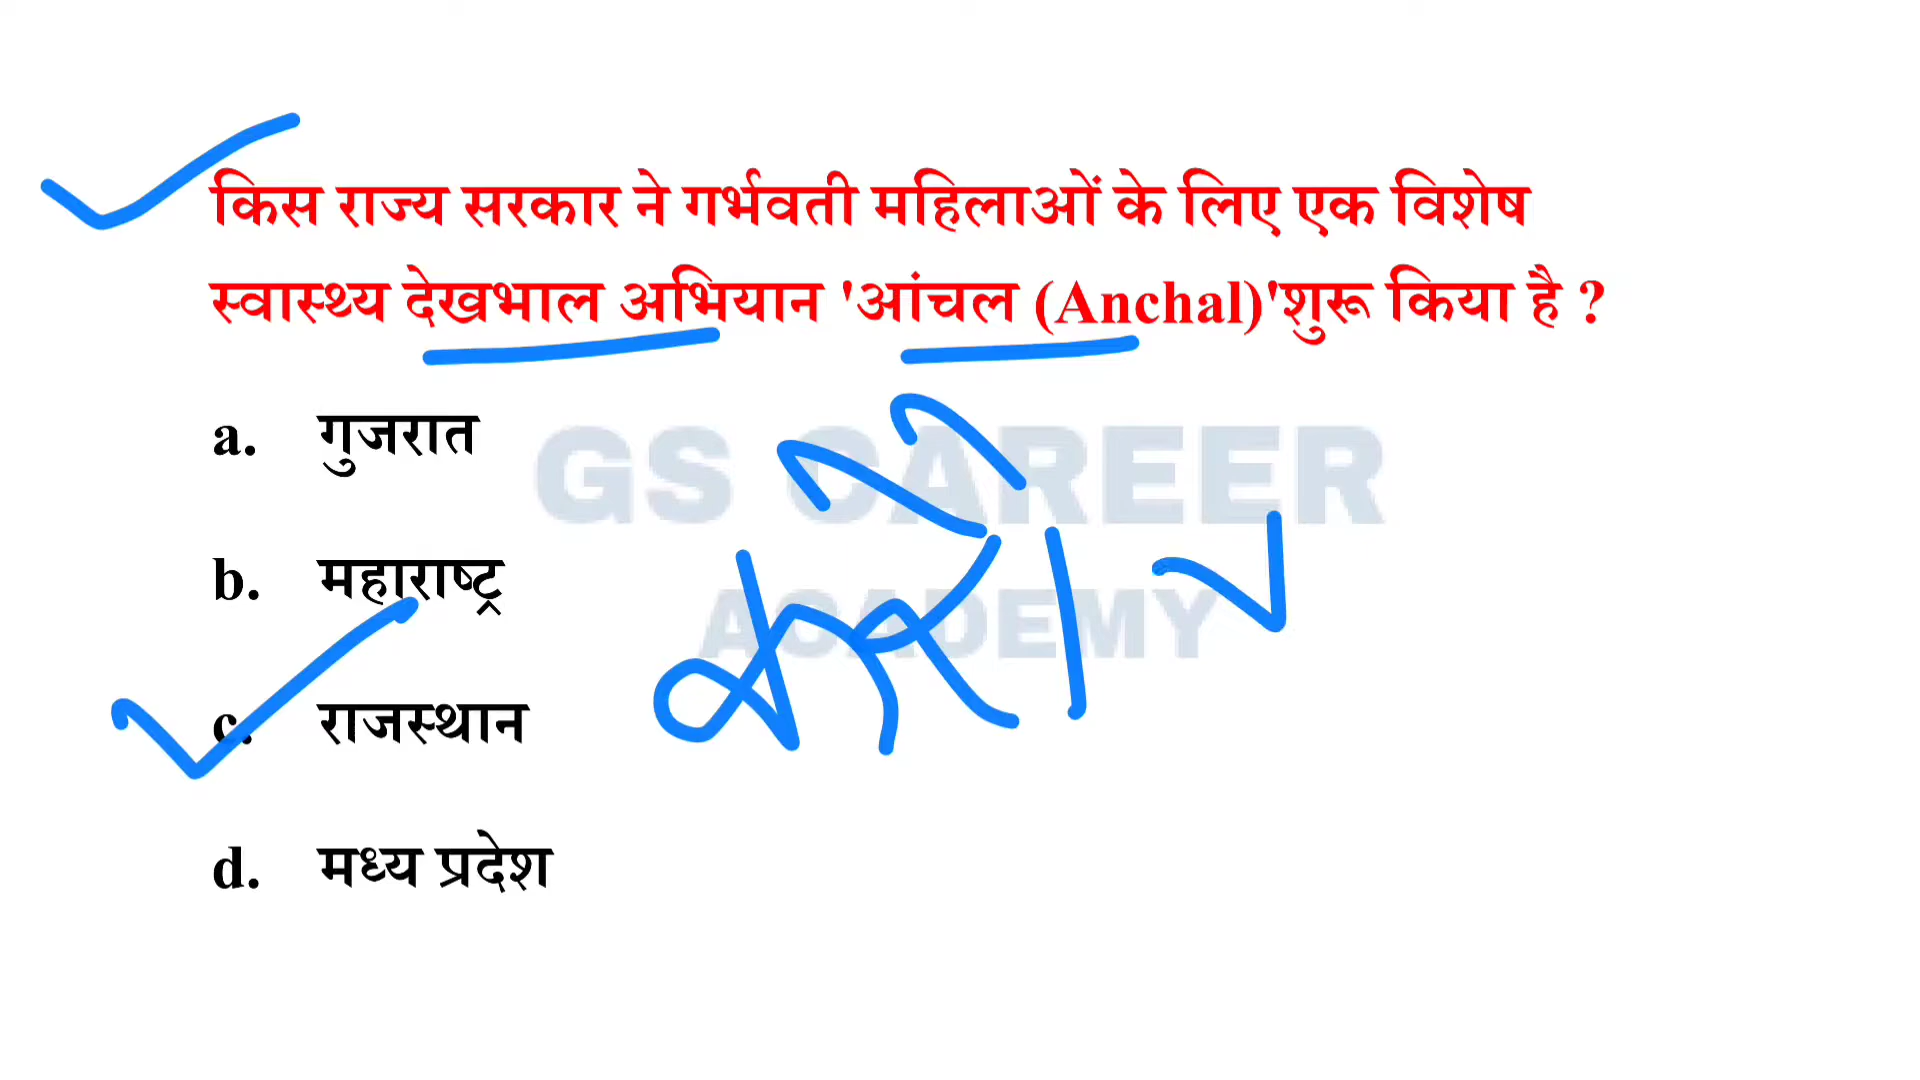 किस राज्य सरकार ने गर्भवती महिलाओं के लिए एक विशेष
स्वास्थ्य देखभाल अभियान 'आंचल (Anchal)'शुरू किया है ?
a. गुजरात
b. महाराष्ट्र
c. राजस्थान
d. मध्य प्रदेश
GS CAREER
ACADEMY